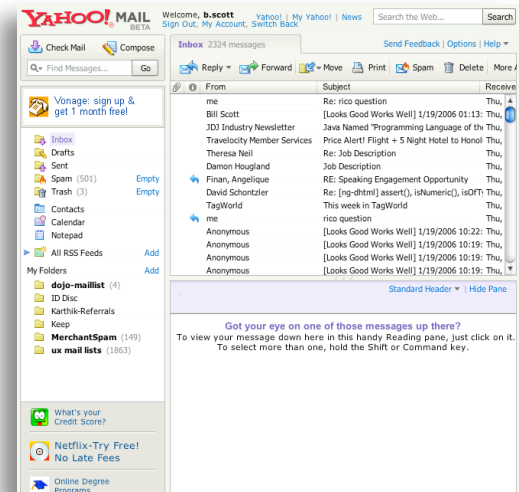 YAHOO! MAIL
BETA
Welcome, b.scott Yahoo! | My Yahoo! | News
Sign Out, My Account, Switch Back
Search the Web... Search
Check Mail Compose
Find Messages... Go
Vonage: sign up &
get 1 month free!
Inbox
Drafts
Sent
Spam (501) Empty
Trash (3) Empty
Contacts
Calendar
Notepad
All RSS Feeds Add
My Folders Add
dojo-maillist (4)
ID Disc
Karthik-Referrals
Keep
MerchantSpam (149)
ux mail lists (1863)
What's your
Credit Score?
Netflix-Try Free!
No Late Fees
Online Degree
Programs
Inbox 2324 messages Send Feedback | Options | Help
Reply Forward Move Print Spam Delete More A
From Subject Receive
me Re: rico question Thu,
Bill Scott [Looks Good Works Well] 1/19/2006 01:13: Thu,
JDJ Industry Newsletter Java Named "Programming Language of the Thu,
Travelocity Member Services Price Alert! Flight + 5 Night Hotel to Honol Thu,
Theresa Neil Re: Job Description Thu,
Damon Hougland Job Description Thu,
Finan, Angelique RE: Speaking Engagement Opportunity Thu,
David Schontzler Re: [ng-dhtml] assert(), isNumeric(), isOfT Thu,
TagWorld This week in TagWorld Thu,
me rico question Thu,
Anonymous [Looks Good Works Well] 1/19/2006 10:22: Thu,
Anonymous [Looks Good Works Well] 1/19/2006 10:19: Thu,
Anonymous [Looks Good Works Well] 1/19/2006 10:19: Thu,
Anonymous [Looks Good Works Well] 1/19/2006 10:19: Thu,
Standard Header | Hide Pane
Got your eye on one of those messages up there?
To view your message down here in this handy Reading pane, just click on it.
To select more than one, hold the Shift or Command key.